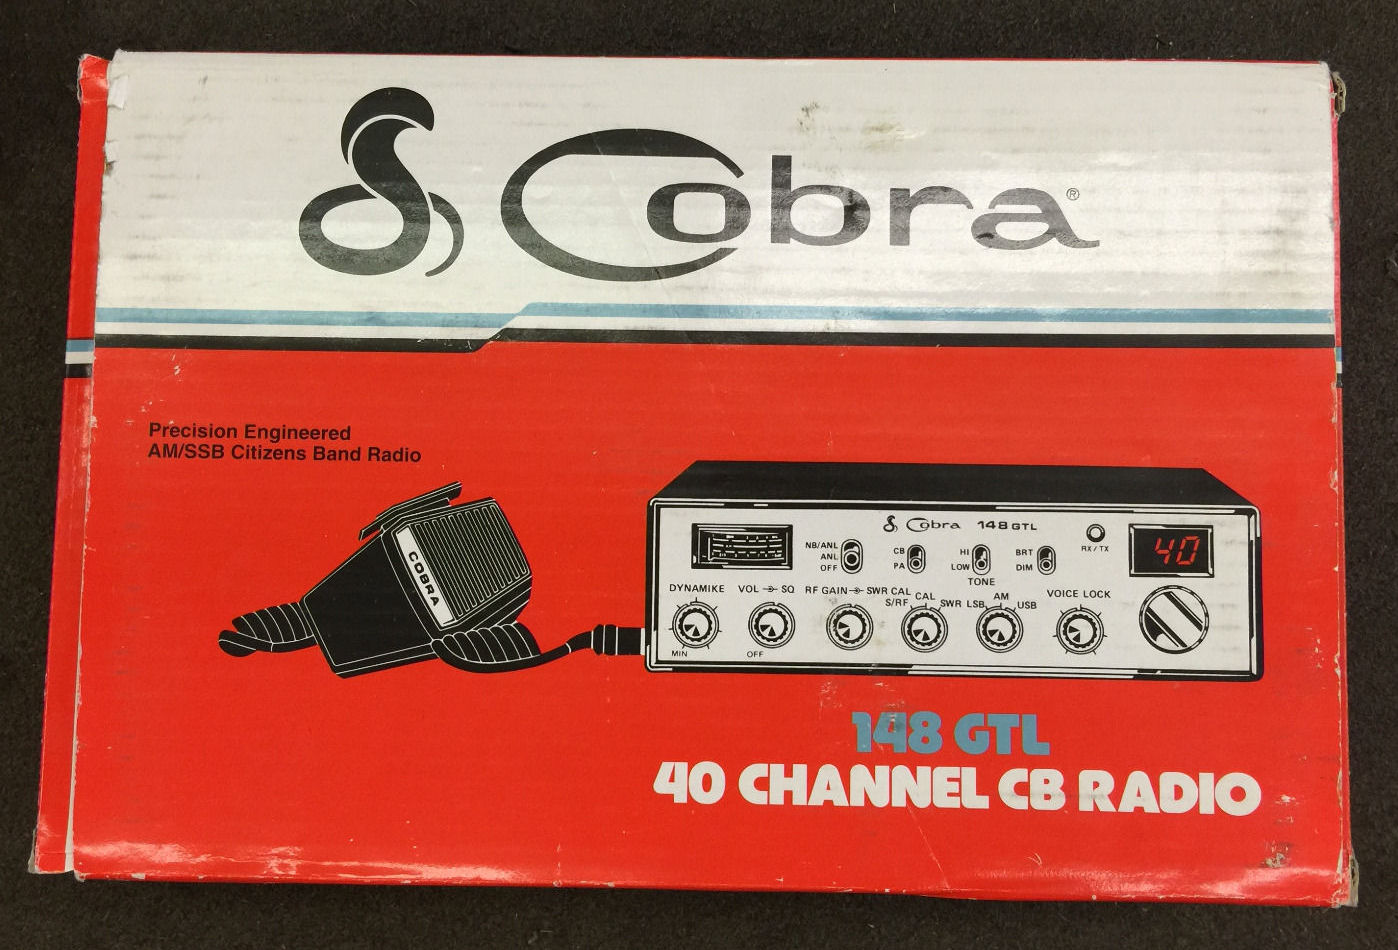 Cobra®
Precision Engineered
AM/SSB Citizens Band Radio
COBRA
Cobra 148 GTL
NB/ANL
ANL
OFF
CB
PA
HI
LOW
TONE
BRT
DIM
RX/TX
40
DYNAMIKE
MIN
VOL SQ
OFF
RF GAIN SWR CAL
S/RF CAL SWR
LSB AM USB
VOICE LOCK
148 GTL
40 CHANNEL CB RADIO